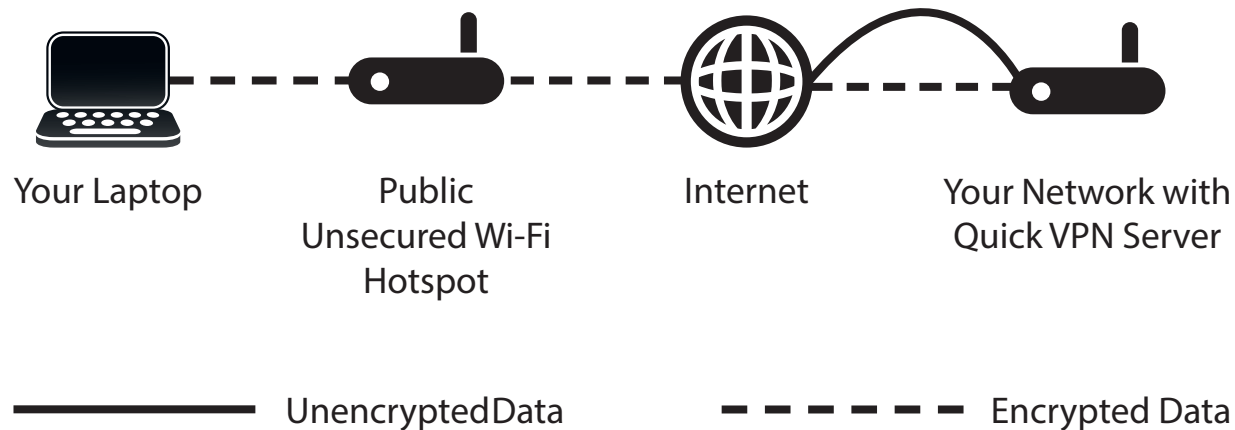 Your Laptop
Public
Unsecured Wi-Fi
Hotspot
Internet
Your Network with
Quick VPN Server
UnencryptedData
Encrypted Data